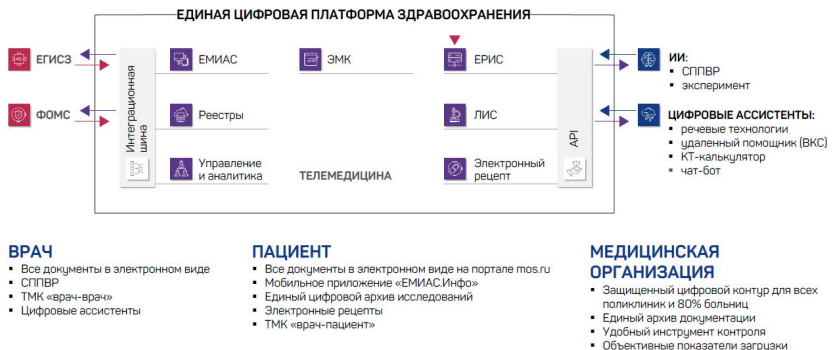 ЕДИНАЯ ЦИФРОВАЯ ПЛАТФОРМА ЗДРАВООХРАНЕНИЯ
ЕГИСЗ
ФОМС
Интеграционная
шина
ЕМИАС
Реестры
Управление
и аналитика
ЭМК
ТЕЛЕМЕДИЦИНА
ЕРИС
ЛИС
Электронный
рецепт
API
ИИ:
▪ СППВР
▪ эксперимент
ЦИФРОВЫЕ АССИСТЕНТЫ:
▪ речевые технологии
▪ удаленный помощник (ВКС)
▪ КТ-калькулятор
▪ чат-бот
ВРАЧ
▪ Все документы в электронном виде
▪ СППВР
▪ ТМК «врач-врач»
▪ Цифровые ассистенты
ПАЦИЕНТ
▪ Все документы в электронном виде на портале mos.ru
▪ Мобильное приложение «ЕМИАС.Инфо»
▪ Единый цифровой архив исследований
▪ Электронные рецепты
▪ ТМК «врач-пациент»
МЕДИЦИНСКАЯ
ОРГАНИЗАЦИЯ
▪ Защищенный цифровой контур для всех
поликлиник и 80% больниц
▪ Единый архив документации
▪ Удобный инструмент контроля
▪ Объективные показатели загрузки